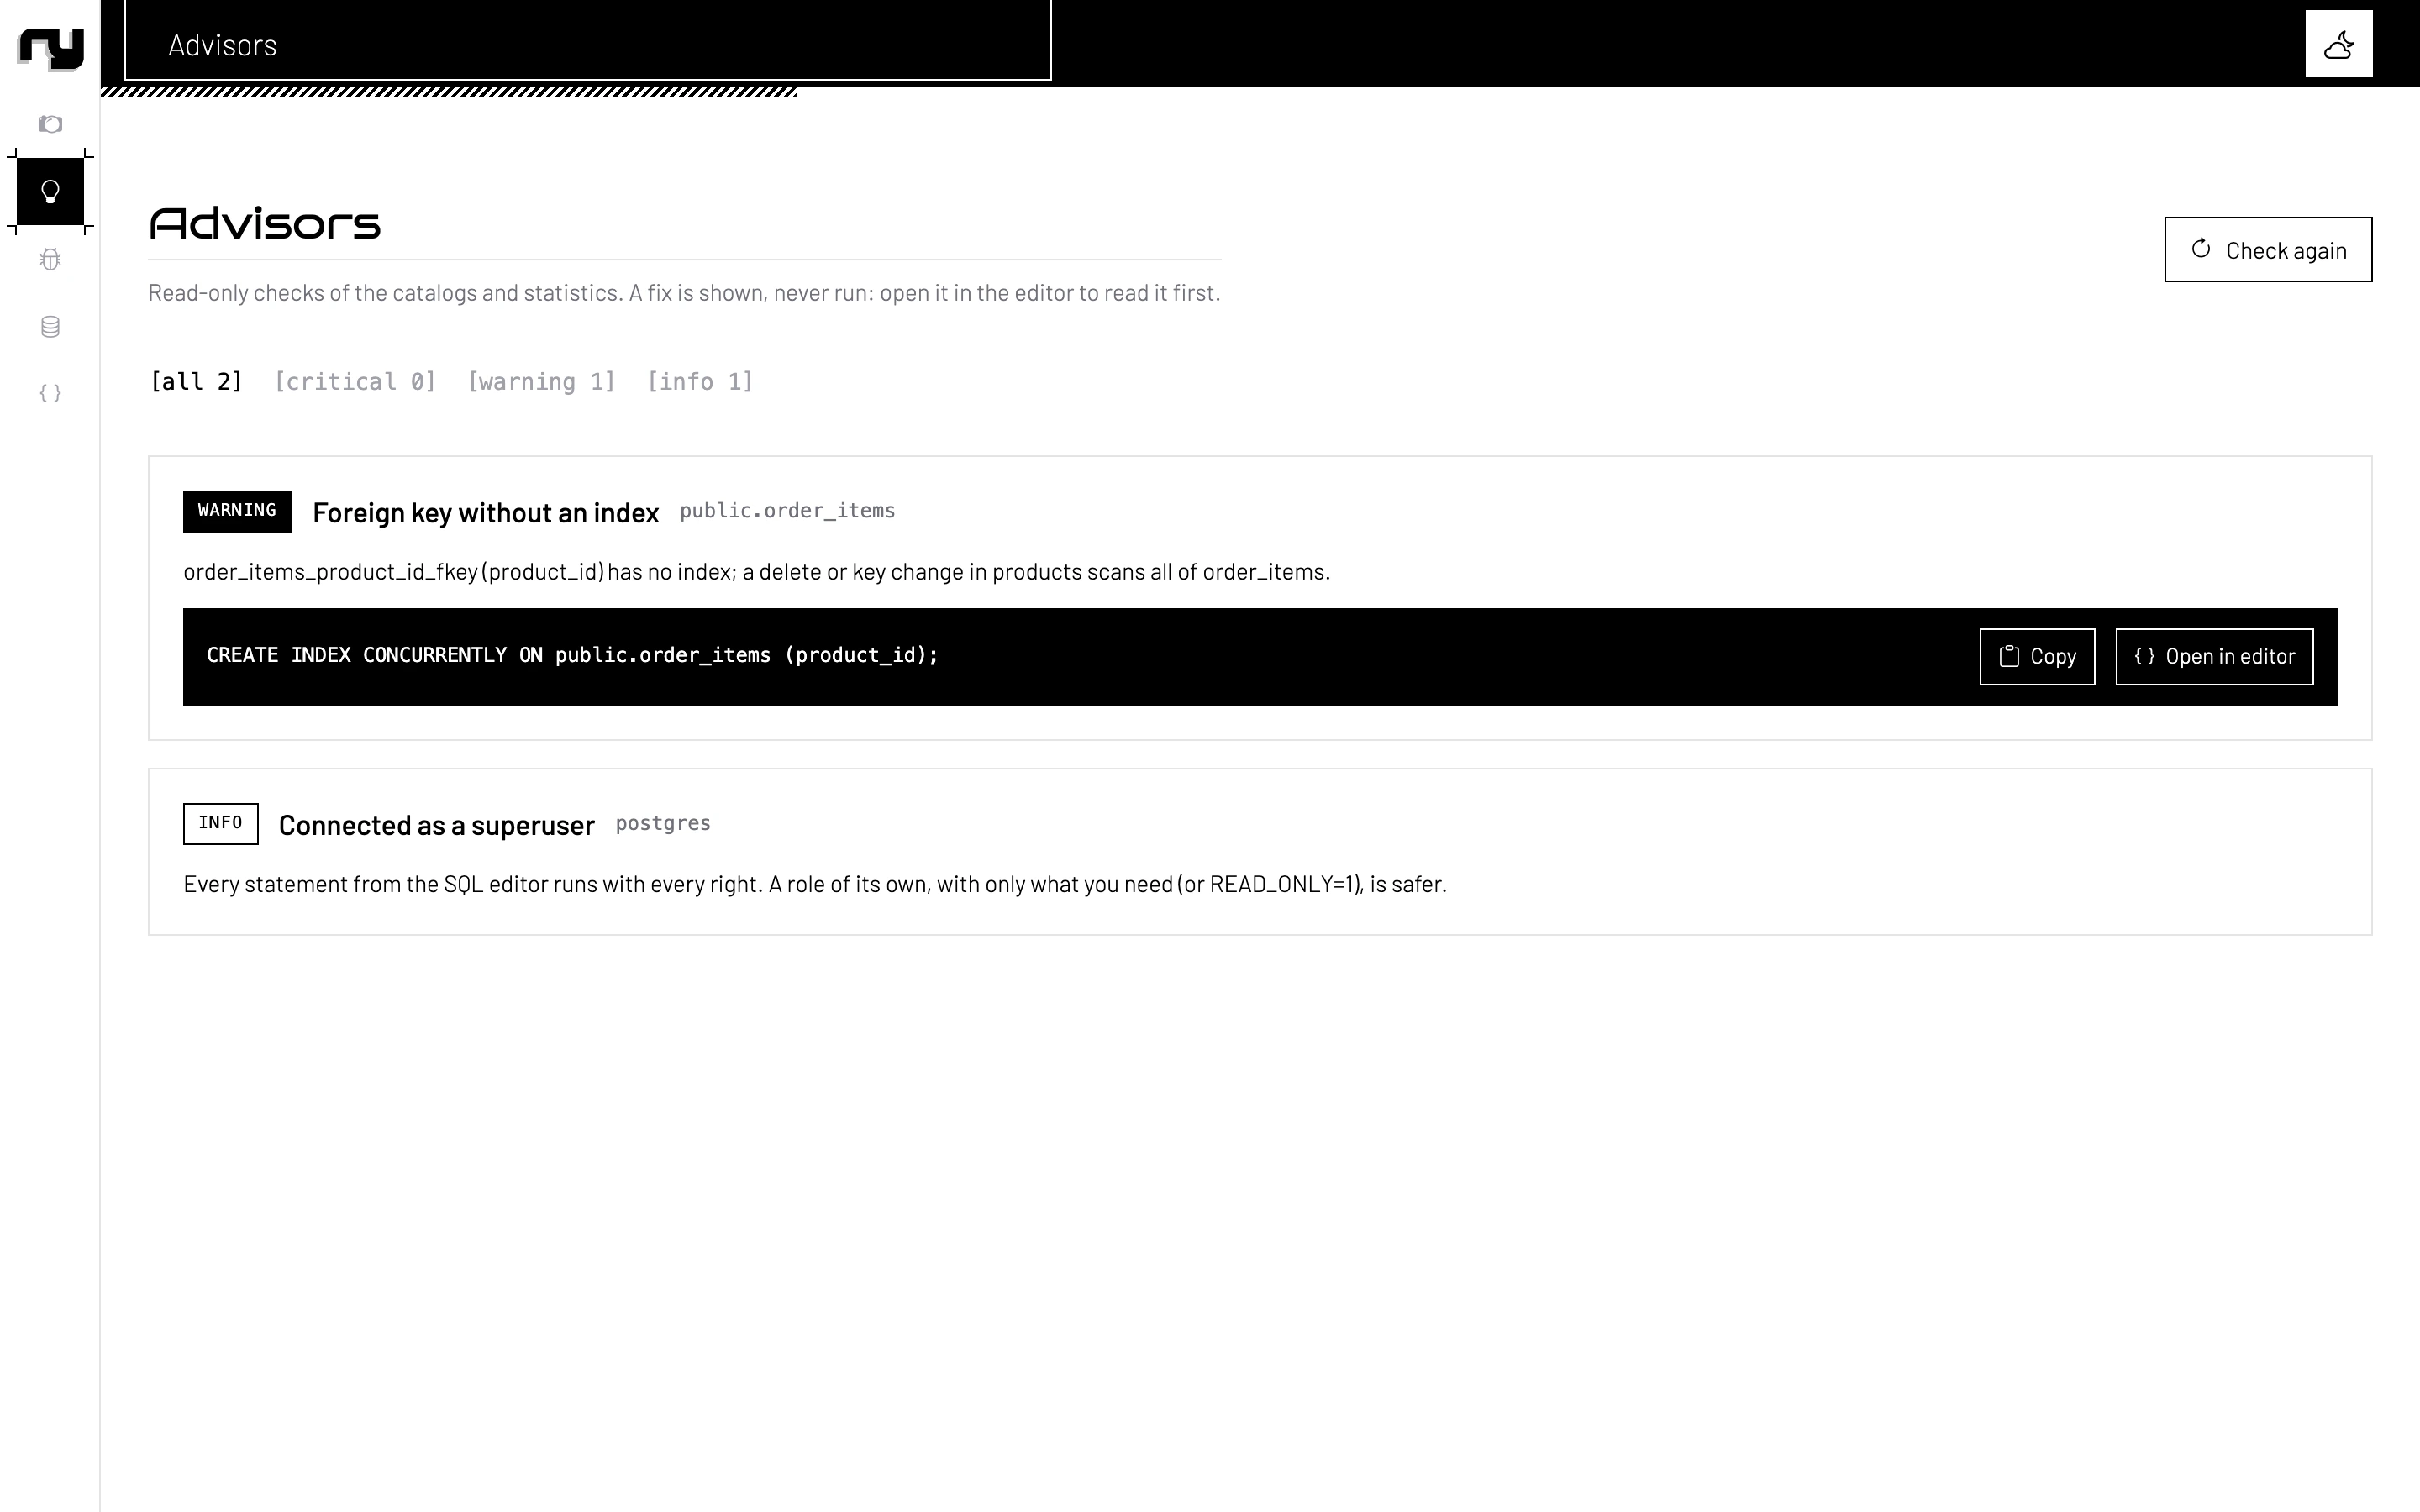 ry
Advisors
Advisors
Check again
Read-only checks of the catalogs and statistics. A fix is shown, never run: open it in the editor to read it first.
[all 2] [critical 0] [warning 1] [info 1]
WARNING Foreign key without an index public.order_items
order_items_product_id_fkey (product_id) has no index; a delete or key change in products scans all of order_items.
CREATE INDEX CONCURRENTLY ON public.order_items (product_id); Copy { } Open in editor
INFO Connected as a superuser postgres
Every statement from the SQL editor runs with every right. A role of its own, with only what you need (or READ_ONLY=1), is safer.